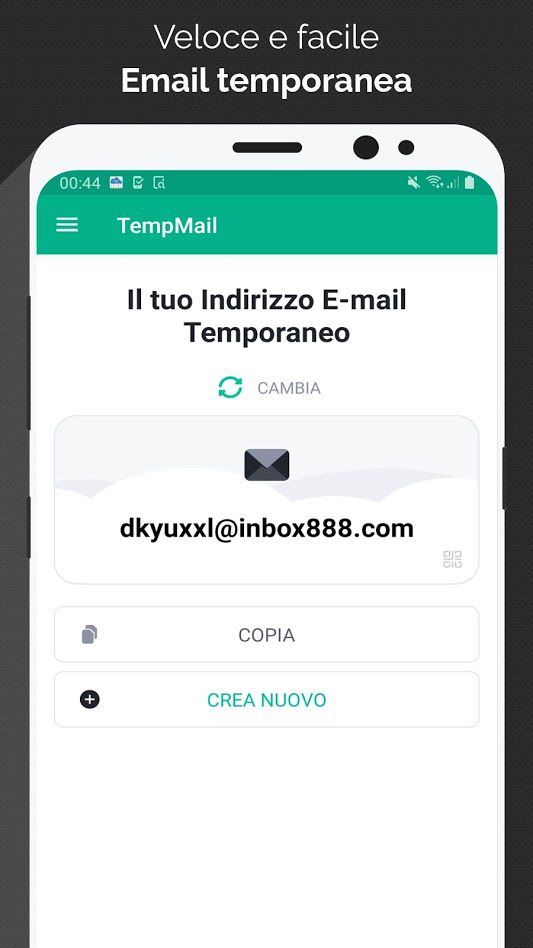 Veloce e facile
Email temporanea
00:44
TempMail
Il tuo Indirizzo E-mail
Temporaneo
CAMBIA
dkyuxxl@inbox888.com
COPIA
CREA NUOVO